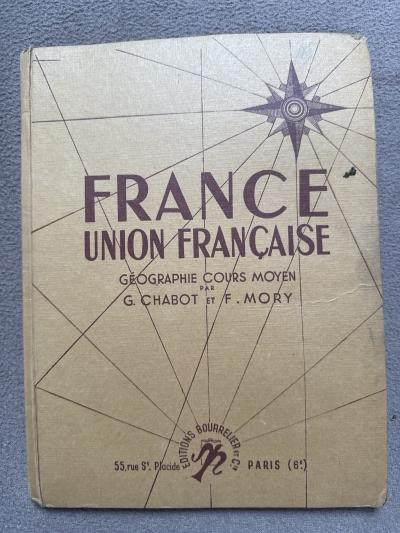 FRANCE
UNION FRANÇAISE
GÉOGRAPHIE COURS MOYEN
PAR
G. CHABOT ET F. MORY
EDITIONS BOURRELIER ET Cie
55, rue St. Placide PARIS (6e)